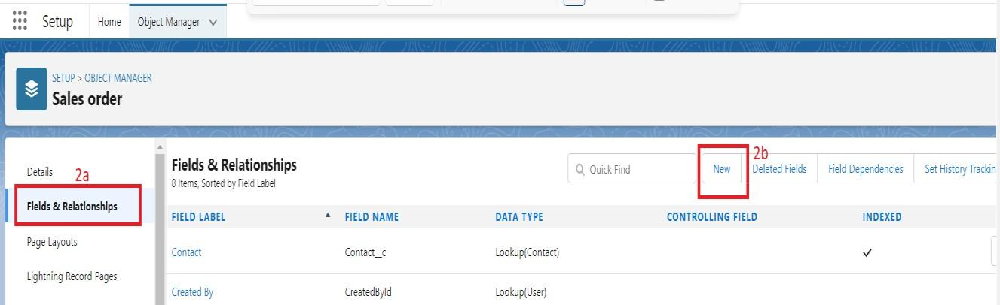 Setup Home Object Manager
SETUP > OBJECT MANAGER
Sales order
Details
2a
Fields & Relationships
Page Layouts
Lightning Record Pages
Fields & Relationships
8 Items, Sorted by Field Label
Quick Find New 2b Deleted Fields Field Dependencies Set History Trackin
FIELD LABEL FIELD NAME DATA TYPE CONTROLLING FIELD INDEXED
Contact Contact__c Lookup(Contact)
Created By CreatedById Lookup(User)